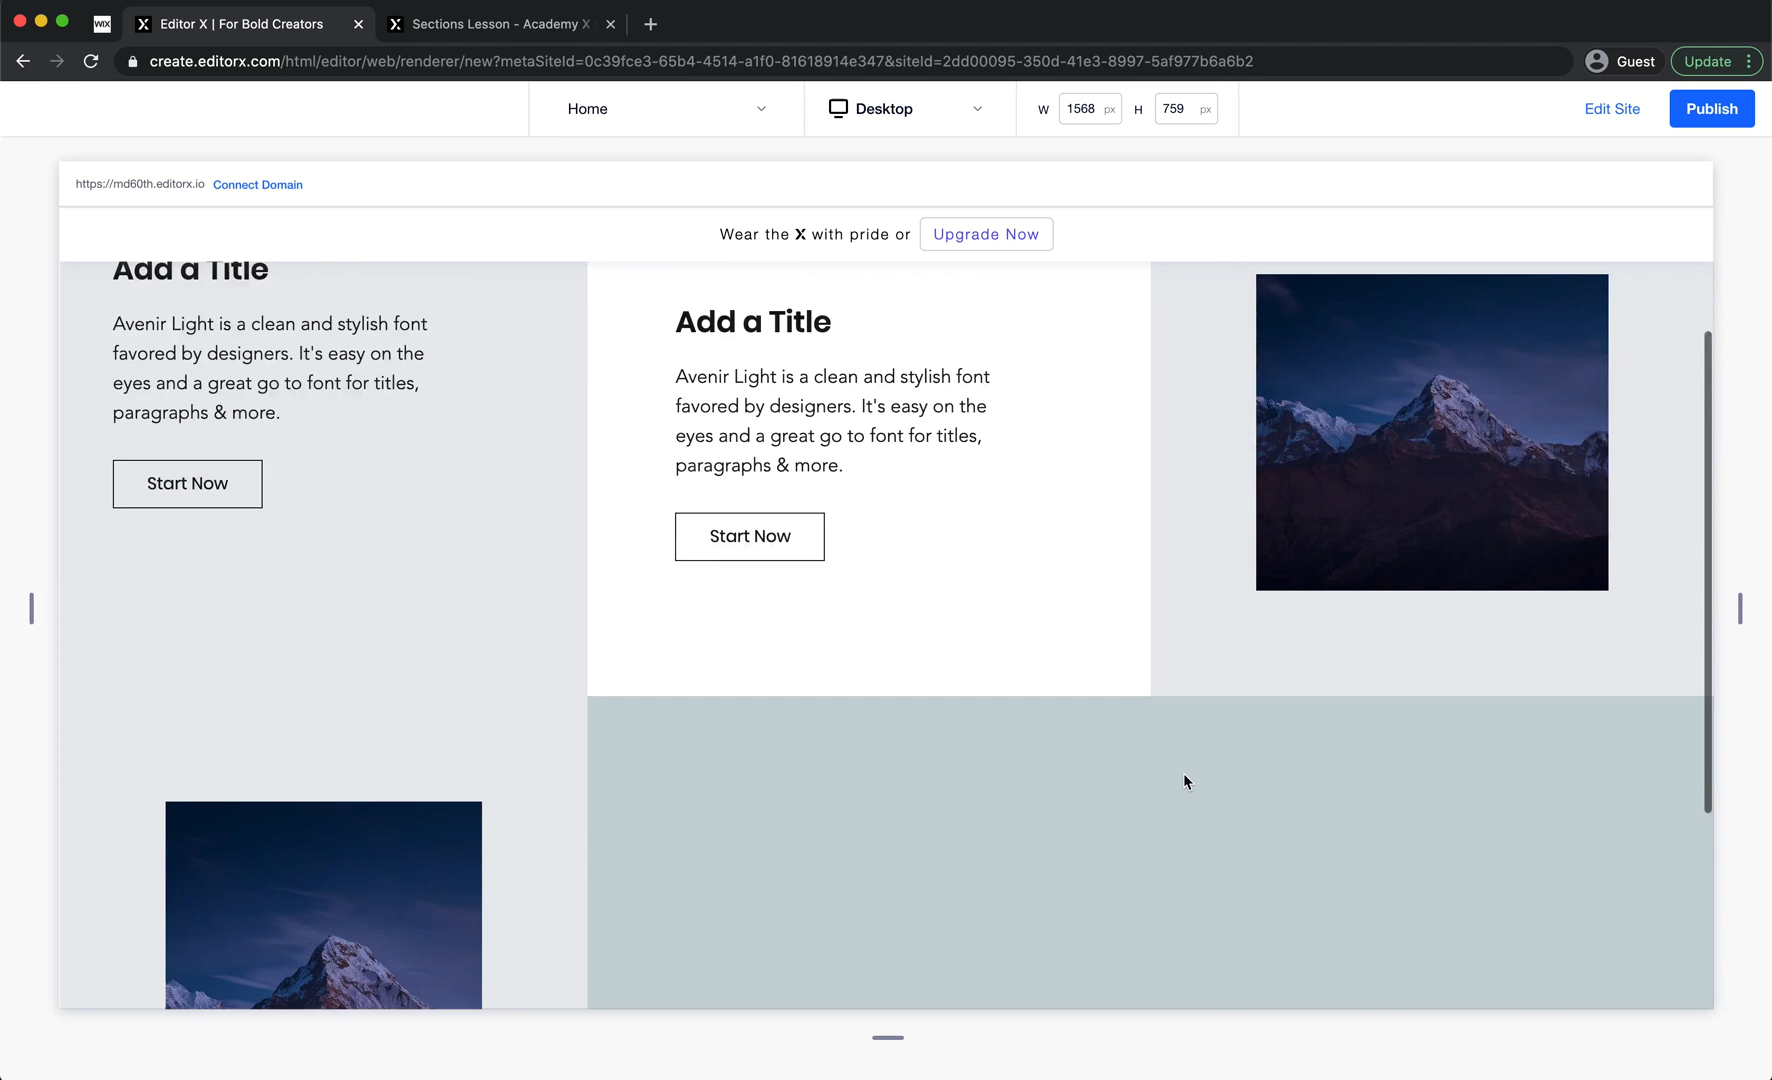 WIX
X Editor X | For Bold Creators
X Sections Lesson - Academy X
create.editorx.com/html/editor/web/renderer/new?metaSiteId=0c39fce3-65b4-4514-a1f0-81618914e347&siteId=2dd00095-350d-41e3-8997-5af977b6a6b2
Guest
Update
Home
Desktop
W 1568 px H 759 px
Edit Site
Publish
https://md60th.editorx.io Connect Domain
Wear the X with pride or Upgrade Now
Add a Title
Avenir Light is a clean and stylish font
favored by designers. It's easy on the
eyes and a great go to font for titles,
paragraphs & more.
Start Now
Add a Title
Avenir Light is a clean and stylish font
favored by designers. It's easy on the
eyes and a great go to font for titles,
paragraphs & more.
Start Now